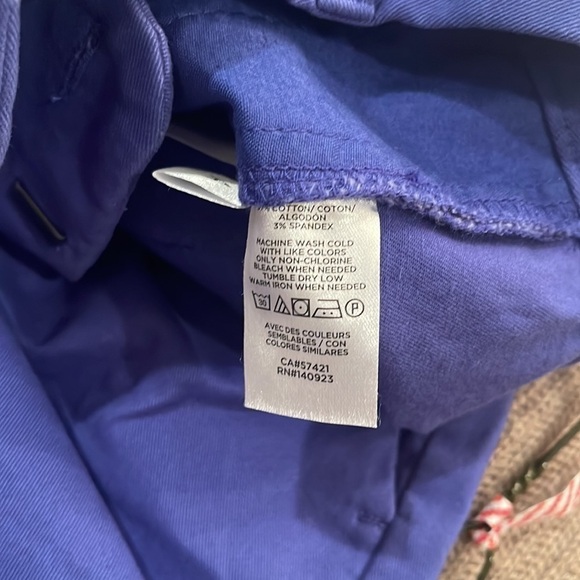 COTTON/ COTON/
ALGODÓN
3% SPANDEX
MACHINE WASH COLD
WITH LIKE COLORS
ONLY NON-CHLORINE
BLEACH WHEN NEEDED
TUMBLE DRY LOW
WARM IRON WHEN NEEDED
30 P
AVEC DES COULEURS
SEMBLABLES / CON
COLORES SIMILARES
CA#57421
RN#140923